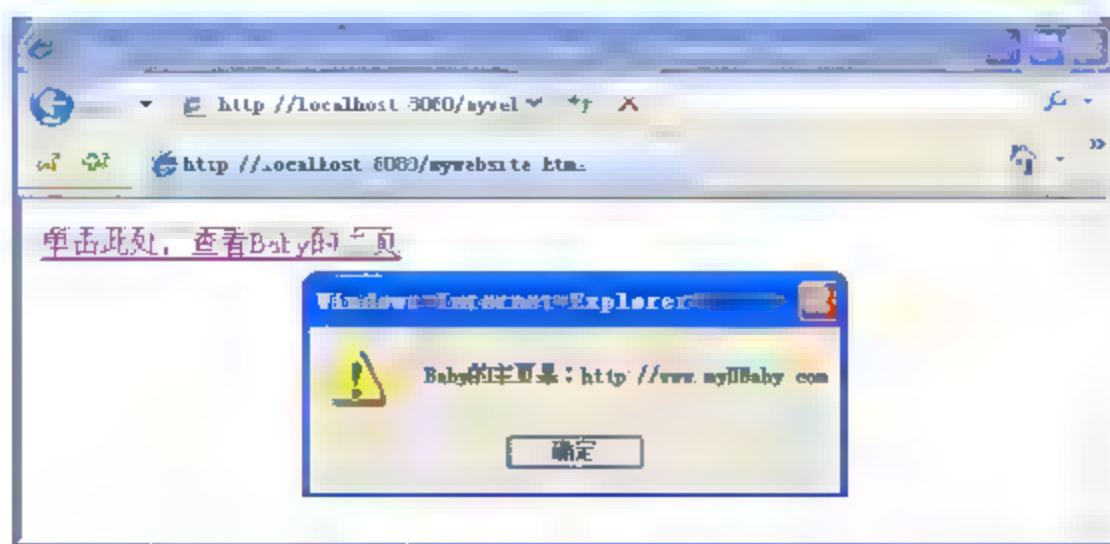 http //localhost 8080/mywel
http //localhost 8080/mywebsite htm
单击此处，查看Baby的主页
Windows Internet Explorer
Baby的主页是：http //www my Baby com
确定